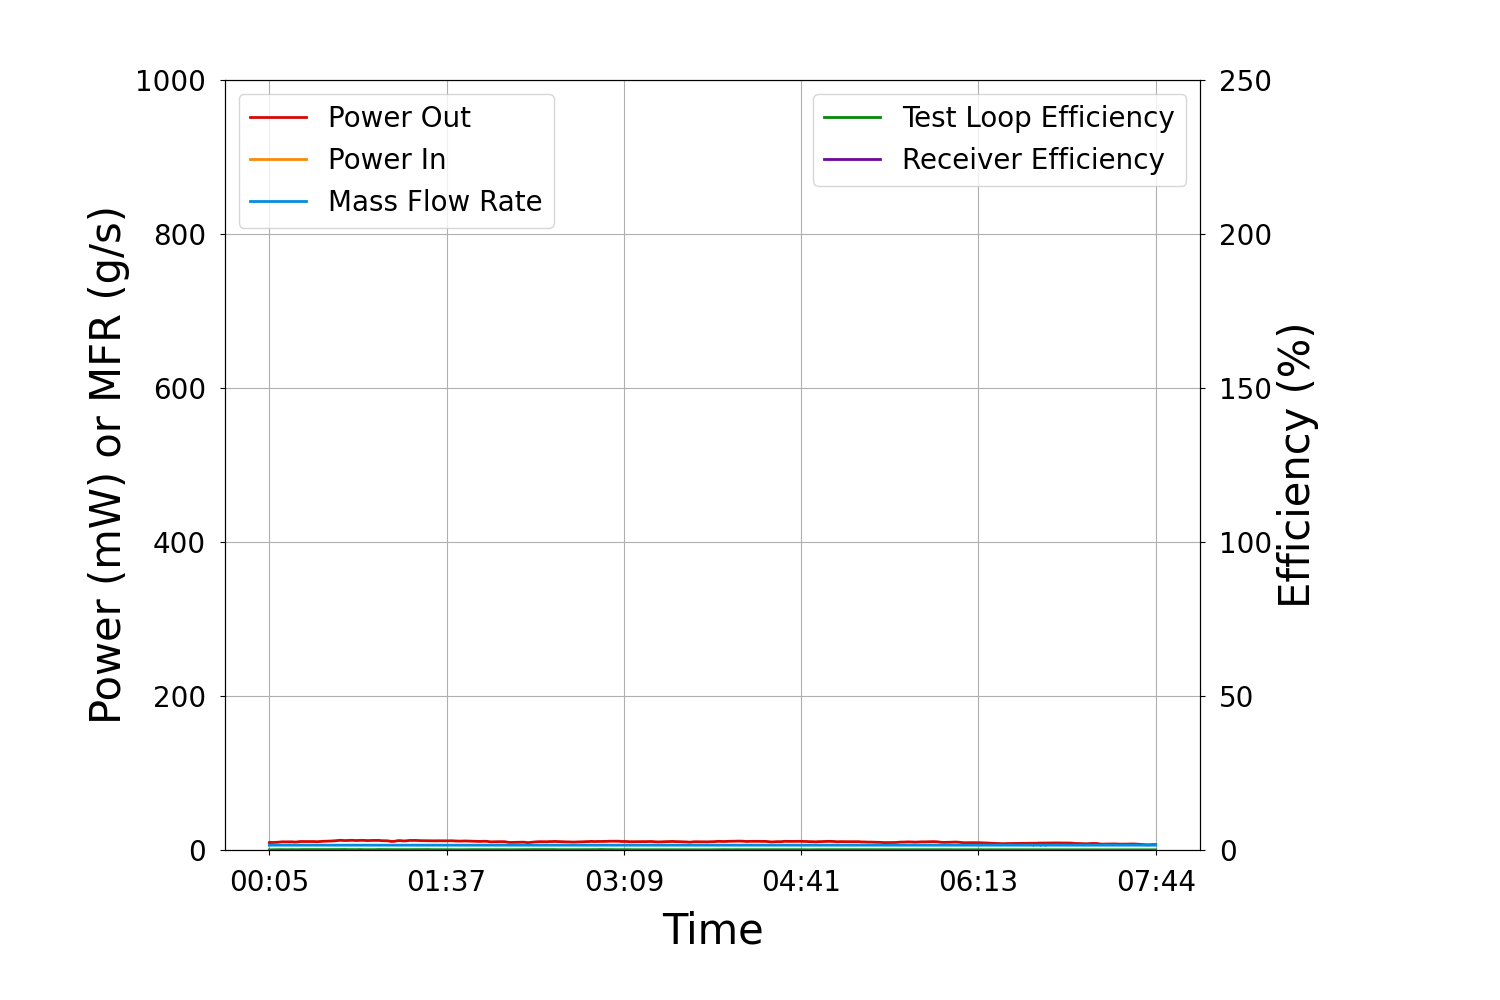 Power Out
Power In
Mass Flow Rate
Test Loop Efficiency
Receiver Efficiency
Power (mW) or MFR (g/s)
1000
800
600
400
200
0
Efficiency (%)
250
200
150
100
50
0
00:05 01:37 03:09 04:41 06:13 07:44
Time